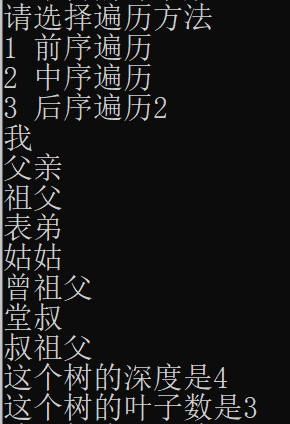 请选择遍历方法
1 前序遍历
2 中序遍历
3 后序遍历2
我
父亲
祖父
表弟
姑姑
曾祖父
堂叔
叔祖父
这个树的深度是4
这个树的叶子数是3